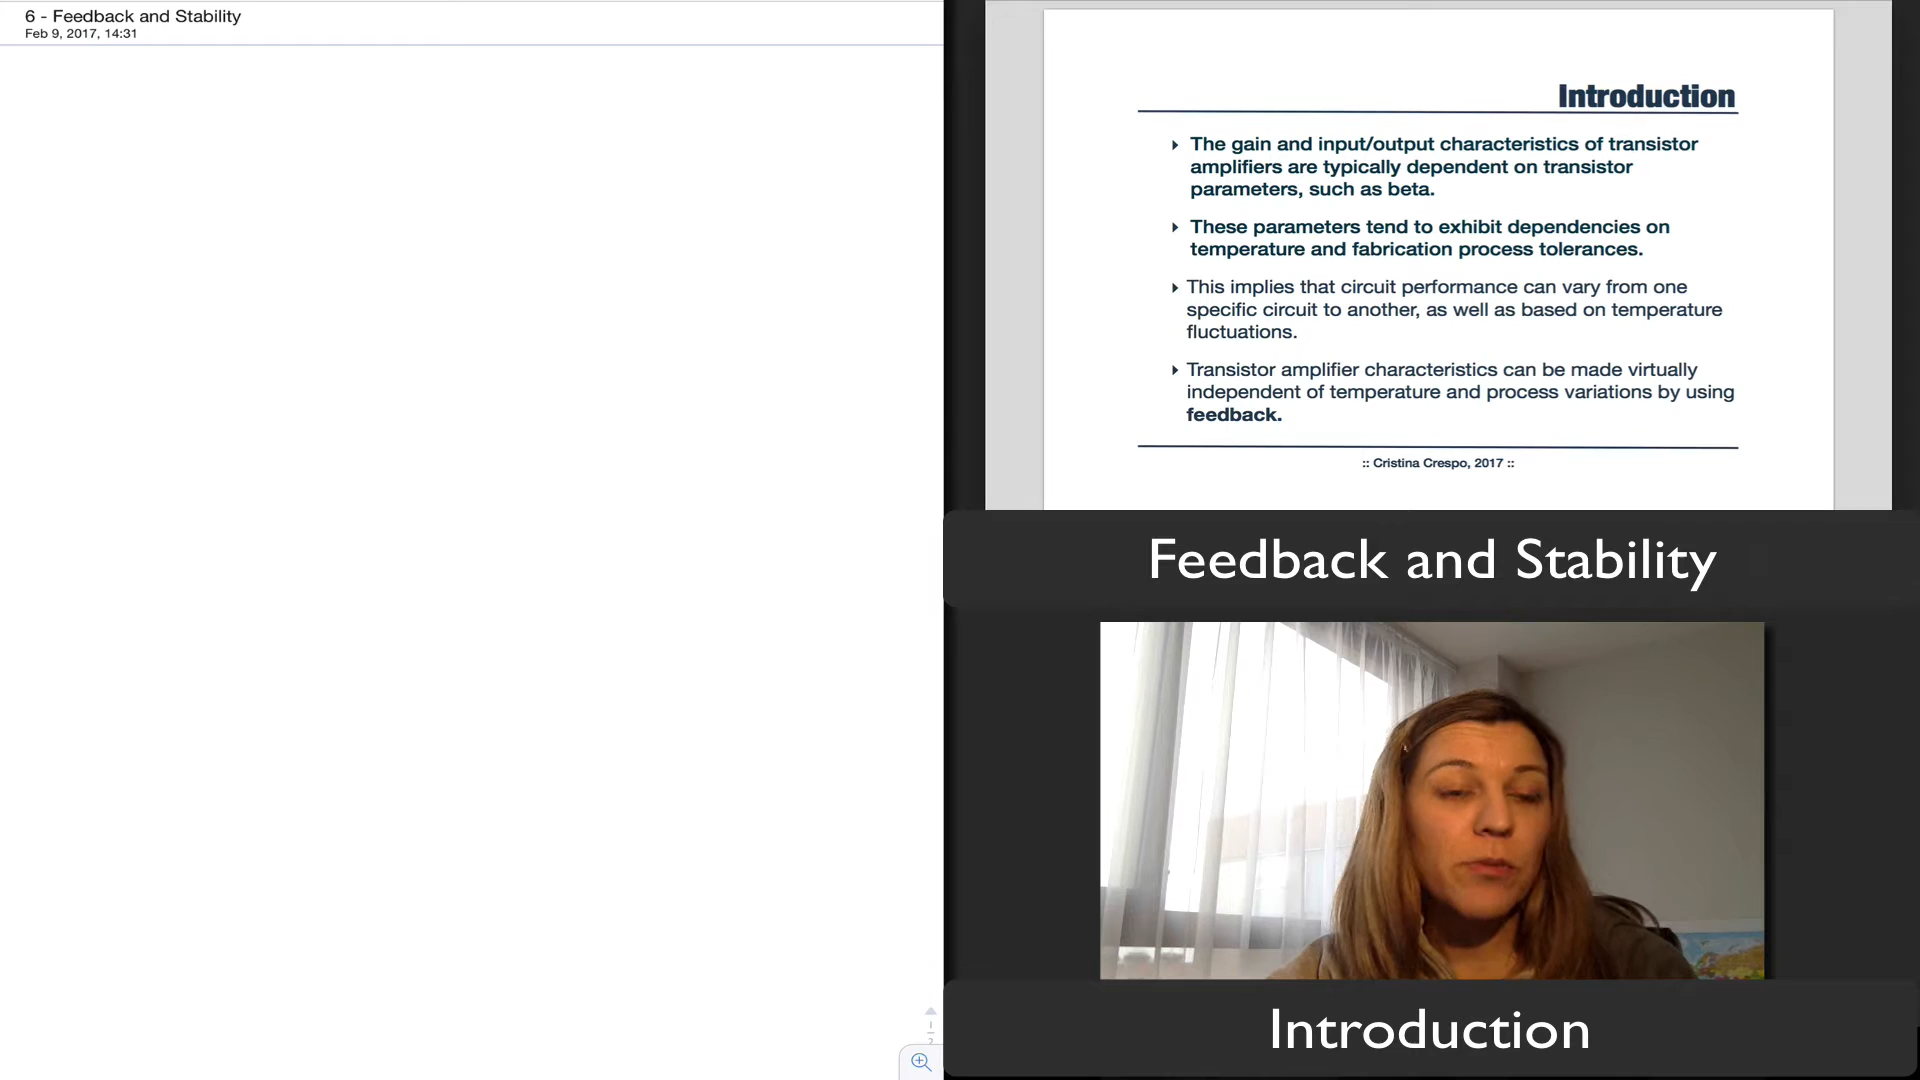 6 - Feedback and Stability
Feb 9, 2017, 14:31
Introduction
The gain and input/output characteristics of transistor
amplifiers are typically dependent on transistor
parameters, such as beta.
These parameters tend to exhibit dependencies on
temperature and fabrication process tolerances.
This implies that circuit performance can vary from one
specific circuit to another, as well as based on temperature
fluctuations.
Transistor amplifier characteristics can be made virtually
independent of temperature and process variations by using
feedback.
:: Cristina Crespo, 2017 ::
Feedback and Stability
Introduction
1
2